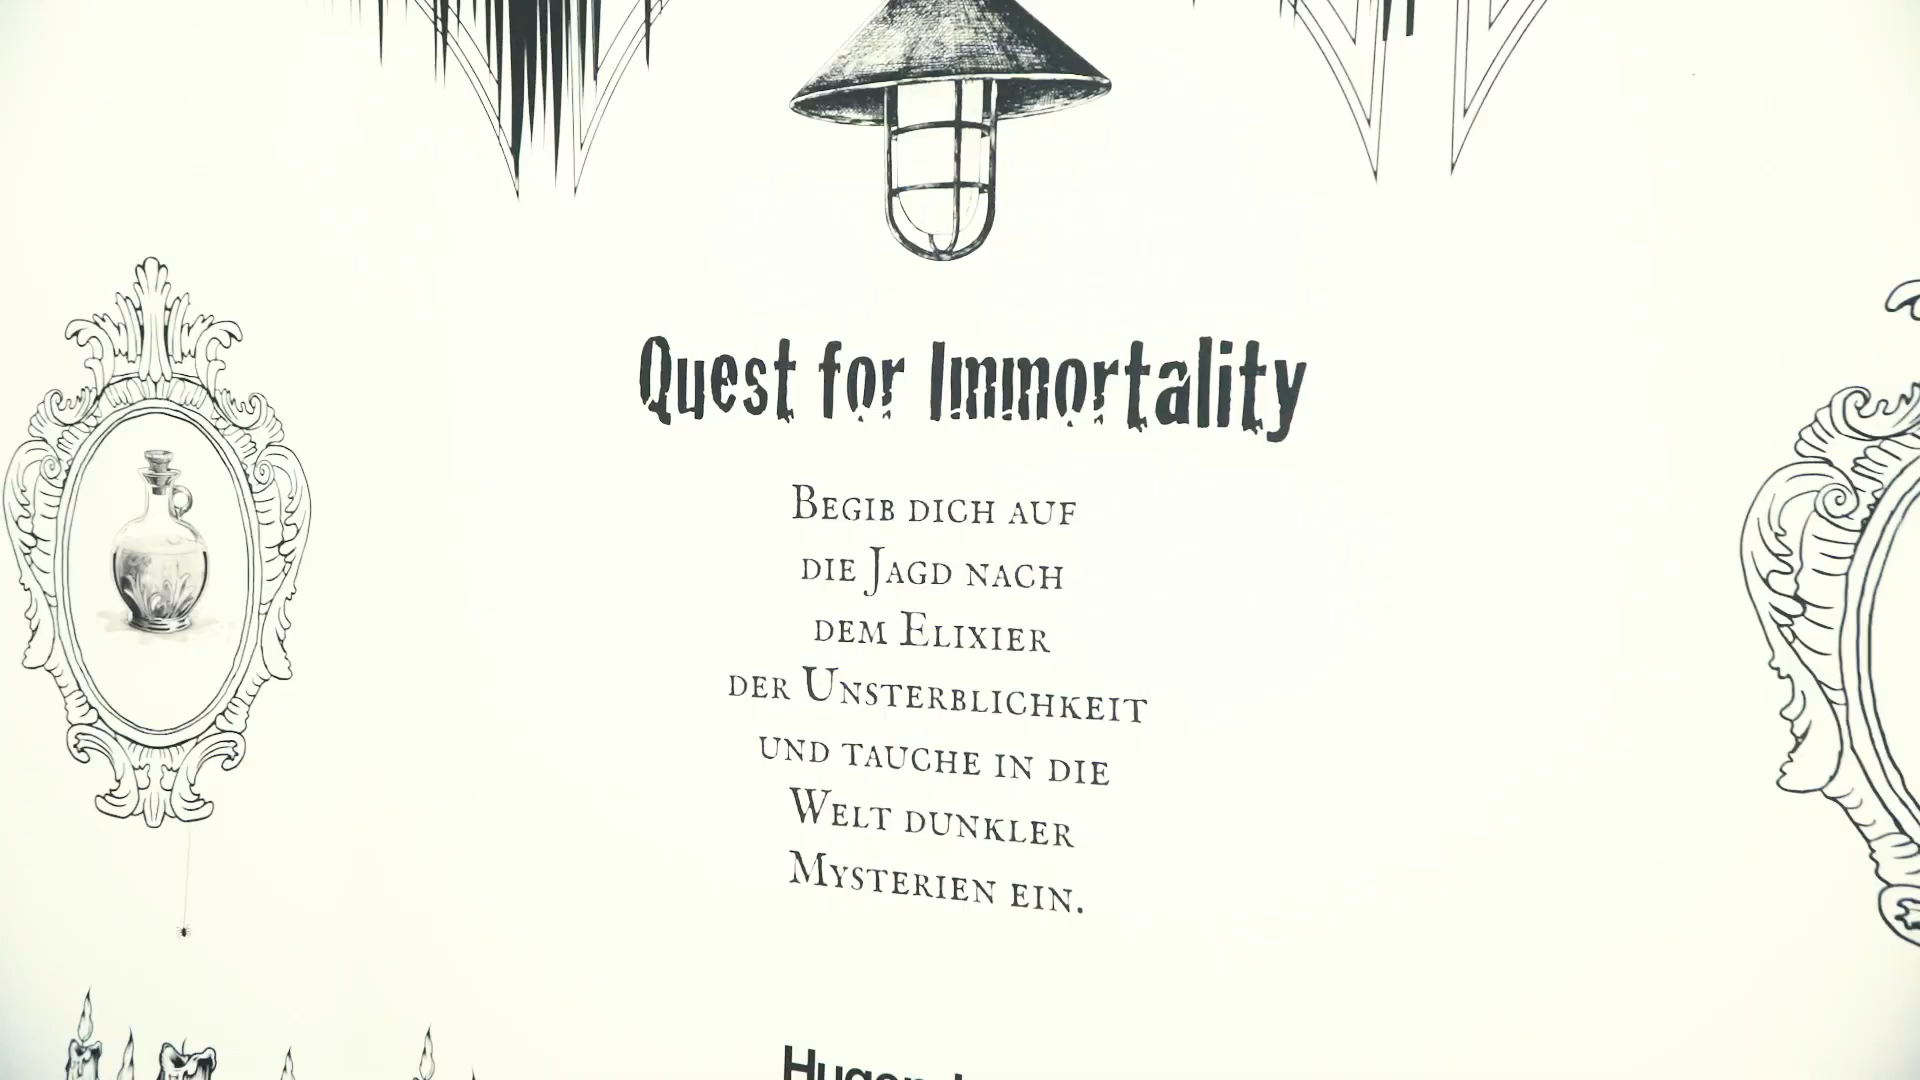 Quest for Immortality
Begib dich auf
die Jagd nach
dem Elixier
der Unsterblichkeit
und tauche in die
Welt dunkler
Mysterien ein.